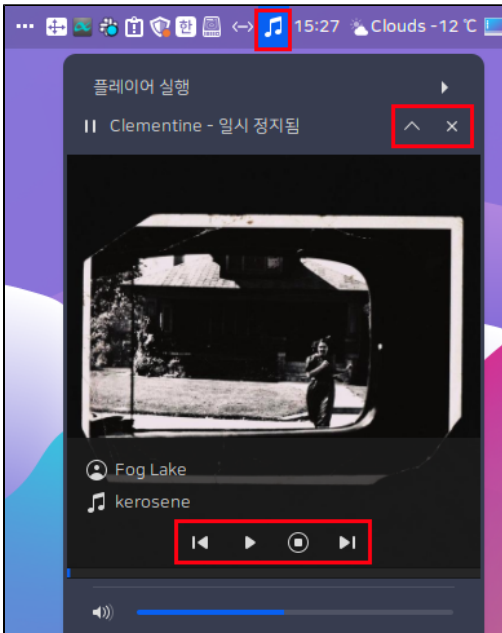 한 15:27 Clouds -12 ℃
플레이어 실행
Clementine - 일시 정지됨
Fog Lake
kerosene